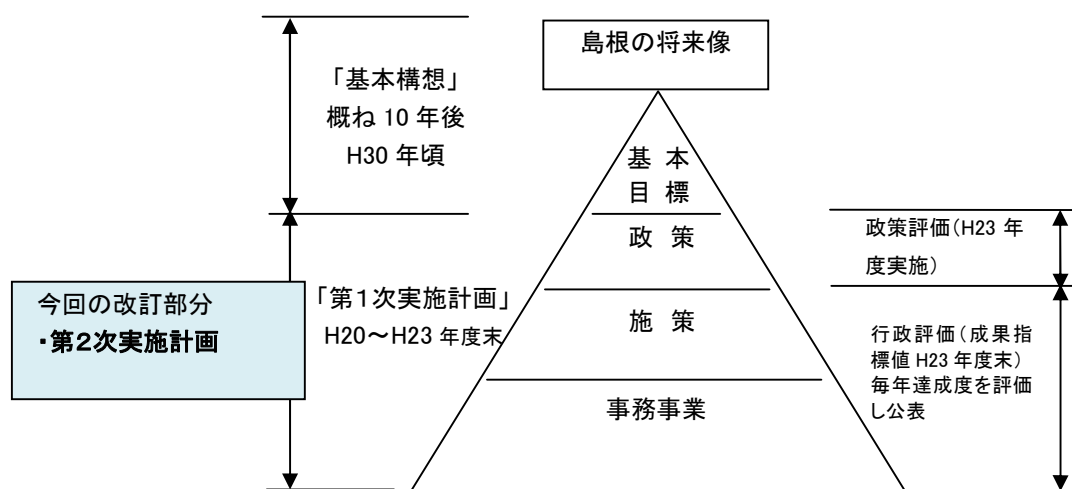 島根の将来像
「基本構想」
概ね 10 年後
H30 年頃
基 本
目 標
政 策
政策評価(H23 年
度実施)
今回の改訂部分
・第2次実施計画
「第1次実施計画」
H20～H23 年度末
施 策
行政評価(成果指
標値 H23 年度末)
毎年達成度を評価
し公表
事務事業